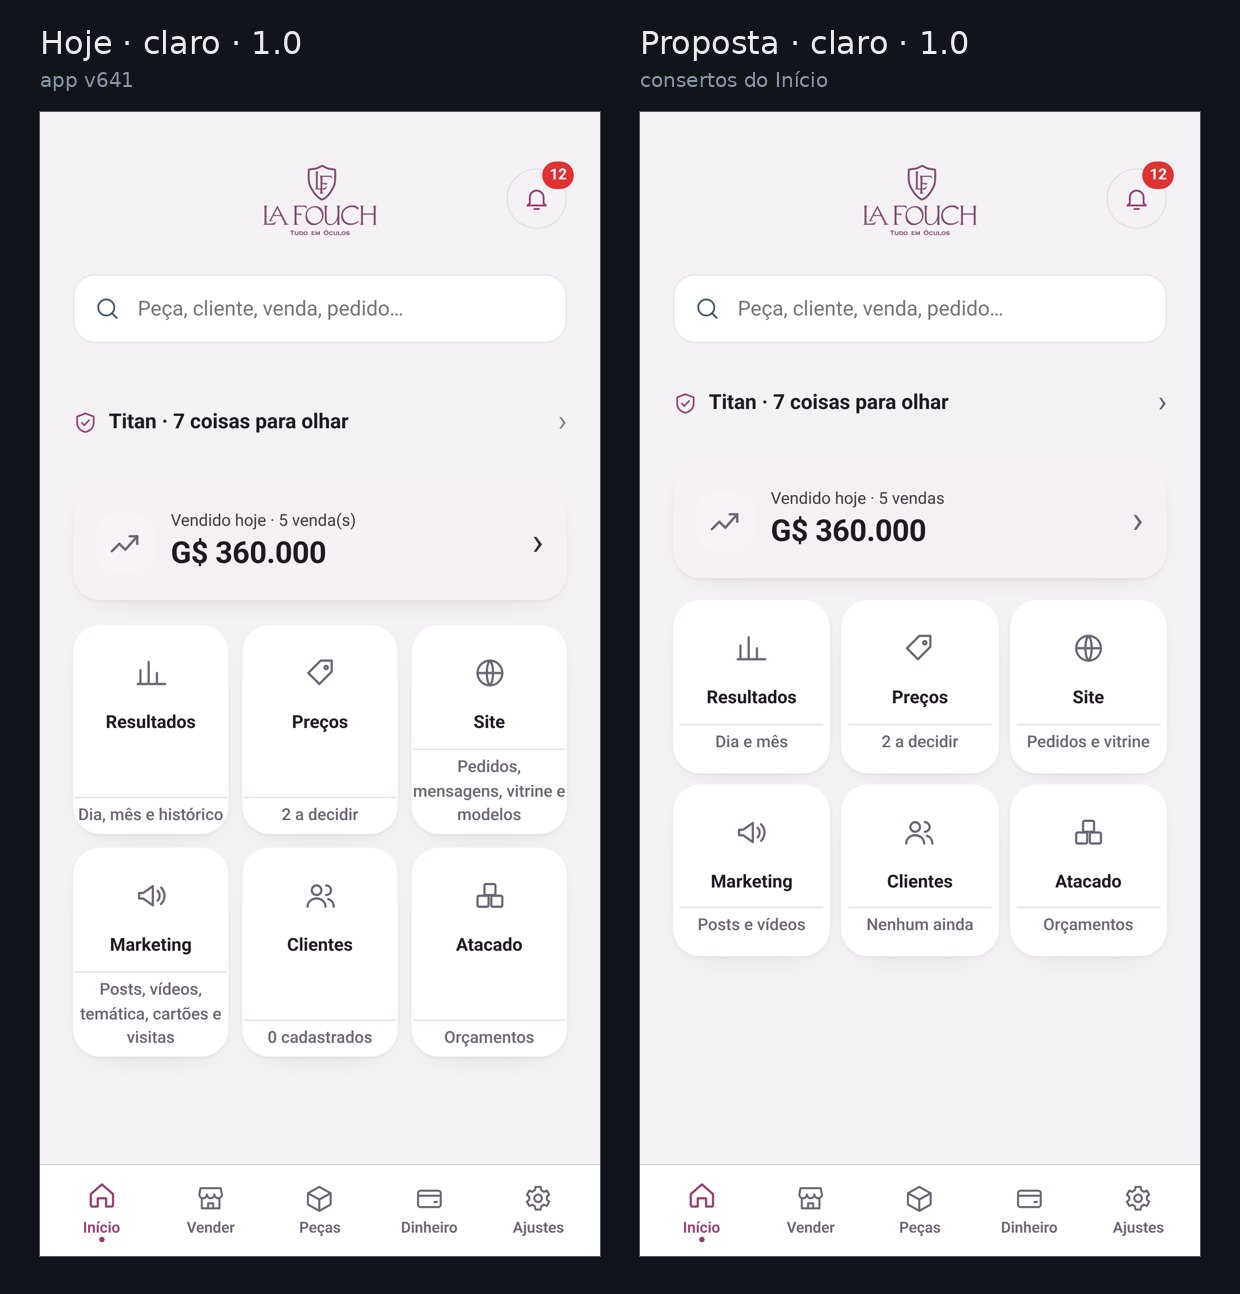 Hoje · claro · 1.0
app v641
LF
LA FOUCH
TUDO EM ÓCULOS
12
Peça, cliente, venda, pedido...
Titan · 7 coisas para olhar
Vendido hoje · 5 venda(s)
G$ 360.000
Resultados
Dia, mês e histórico
Preços
2 a decidir
Site
Pedidos,
mensagens, vitrine e
modelos
Marketing
Posts, vídeos,
temática, cartões e
visitas
Clientes
0 cadastrados
Atacado
Orçamentos
Início
Vender
Peças
Dinheiro
Ajustes
Proposta · claro · 1.0
consertos do Início
LF
LA FOUCH
TUDO EM ÓCULOS
12
Peça, cliente, venda, pedido...
Titan · 7 coisas para olhar
Vendido hoje · 5 vendas
G$ 360.000
Resultados
Dia e mês
Preços
2 a decidir
Site
Pedidos e vitrine
Marketing
Posts e vídeos
Clientes
Nenhum ainda
Atacado
Orçamentos
Início
Vender
Peças
Dinheiro
Ajustes